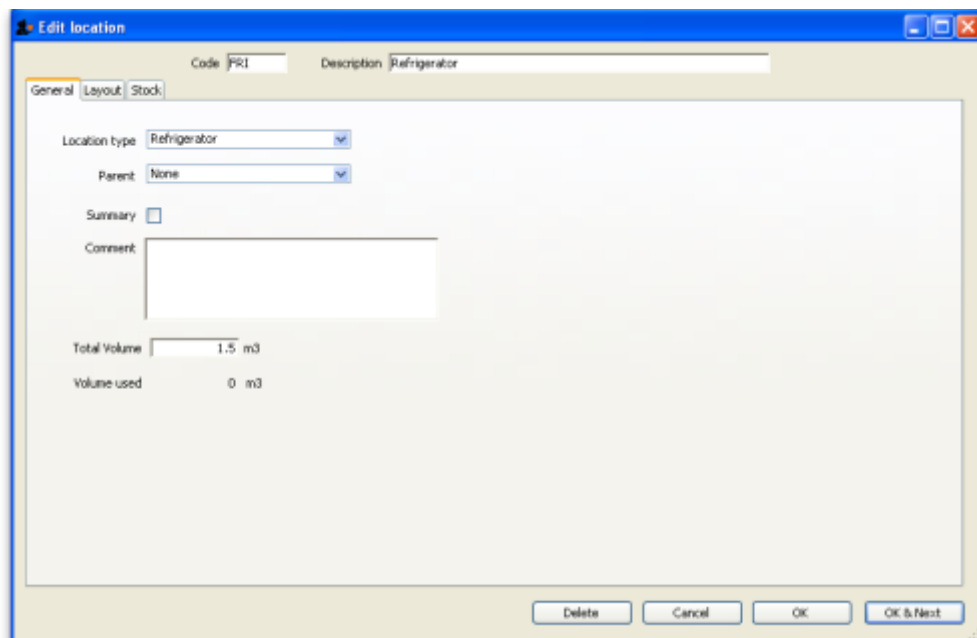 Edit location
Code FRI Description Refrigerator
General Layout Stock
Location type Refrigerator
Parent None
Summary
Comment
Total Volume 1.5 m3
Volume used 0 m3
Delete Cancel OK OK & Next